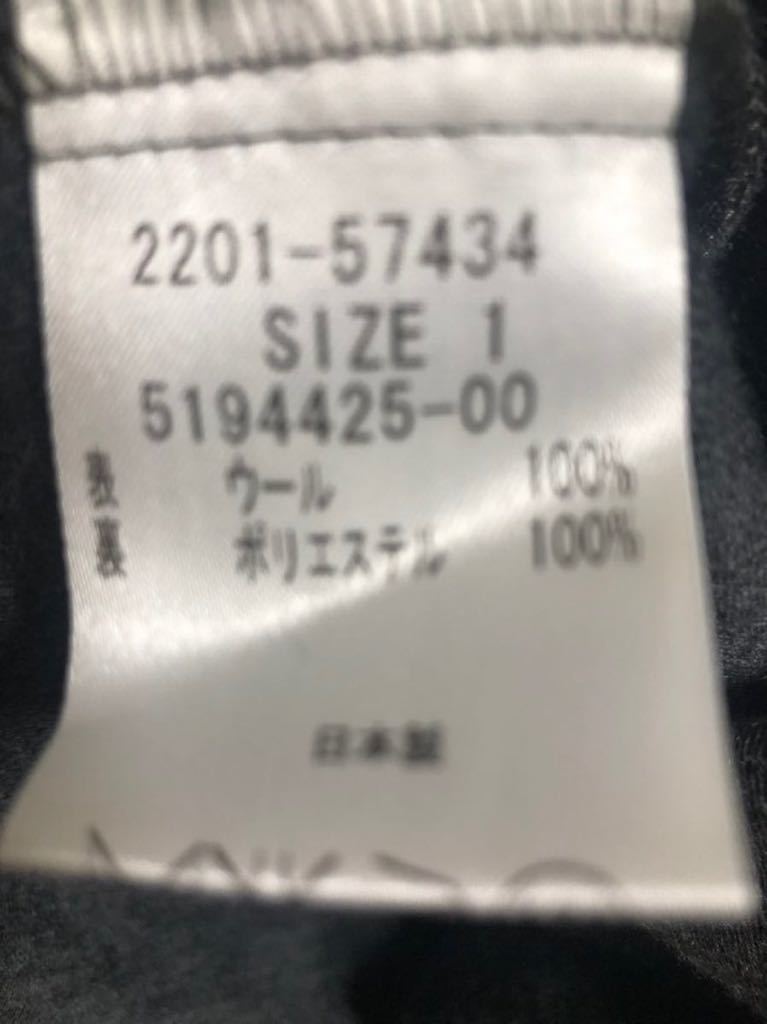 2201-57434
SIZE 1
5194425-00
表 ウール 100%
裏 ポリエステル 100%
日本製